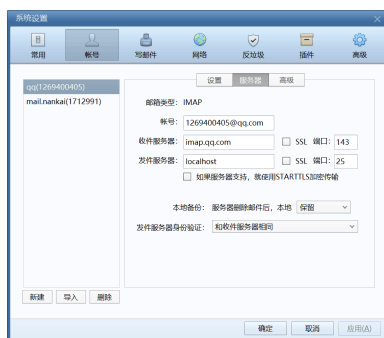 系统设置
常用 帐号 写邮件 网络 反垃圾 插件 高级
qq(1269400405)
mail.nankai(1712991)
设置 服务器 高级
邮箱类型: IMAP
帐号: 1269400405@qq.com
收件服务器: imap.qq.com SSL 端口: 143
发件服务器: localhost SSL 端口: 25
如果服务器支持，就使用STARTTLS加密传输
本地备份: 服务器删除邮件后，本地 保留
发件服务器身份验证: 和收件服务器相同
新建 导入 删除
确定 取消 应用(A)